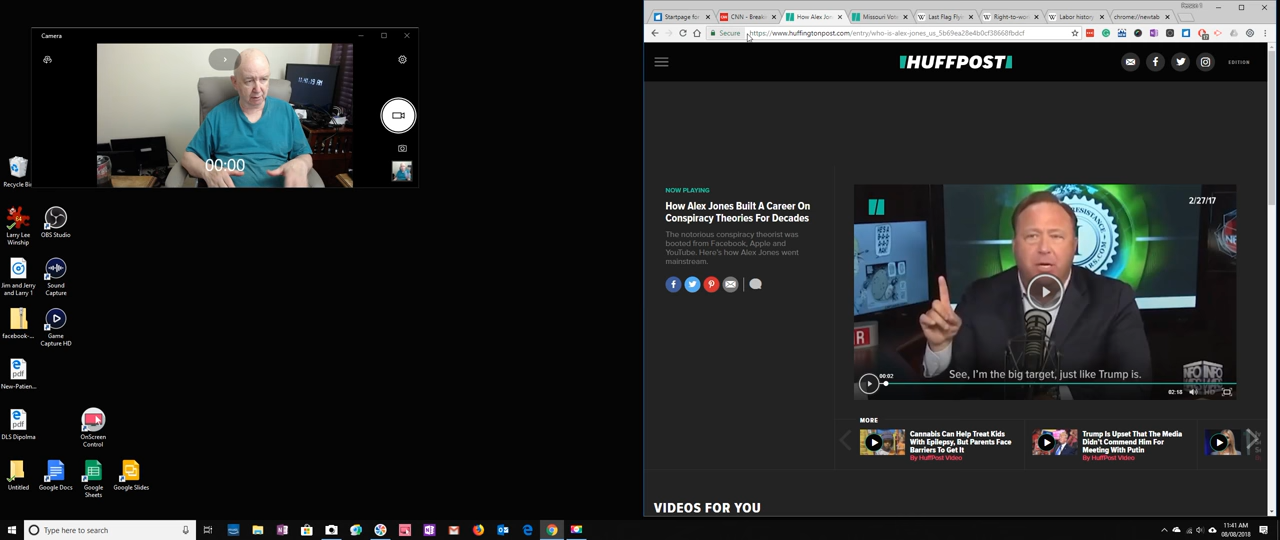 Camera
00:00
Recycle Bin
Larry Lee
Winship
OBS Studio
Jim and Jerry
and Larry 1
Sound
Capture
facebook-...
Game
Capture HD
New-Patien...
DLS Dipolma
OnScreen
Control
Untitled
Google Docs
Google
Sheets
Google Slides
Type here to search
Startpage for
CNN - Breaki
How Alex Jon
Missouri Vot
Last Flag Flyi
Right-to-wor
Labor history
chrome://newtab
Secure
https://www.huffingtonpost.com/entry/who-is-alex-jones_us_5b69ea28e4b0cf38668fbdcf
HUFFPOST
EDITION
NOW PLAYING
How Alex Jones Built A Career On
Conspiracy Theories For Decades
The notorious conspiracy theorist was
booted from Facebook, Apple and
YouTube. Here's how Alex Jones went
mainstream.
2/27/17
RESISTANCE
See, I'm the big target, just like Trump is.
00:02
02:18
MORE
Cannabis Can Help Treat Kids
With Epilepsy, But Parents Face
Barriers To Get It
By HuffPost Video
Trump Is Upset That The Media
Didn't Commend Him For
Meeting With Putin
By HuffPost Video
VIDEOS FOR YOU
11:41 AM
08/08/2018